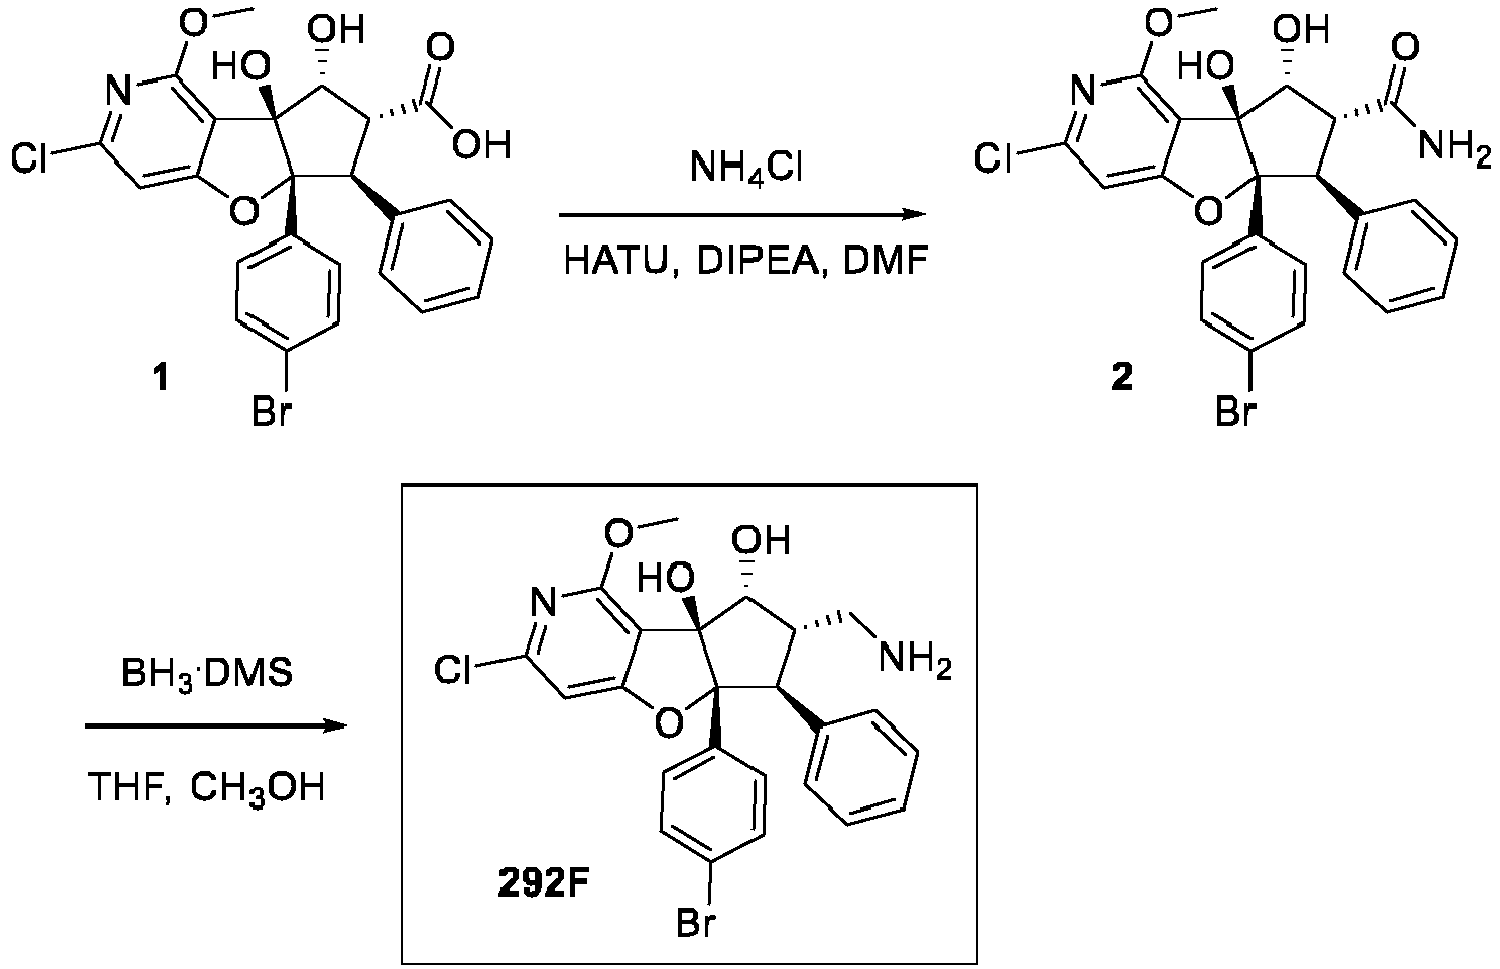 O
OH
HO
O
N
Cl
OH
O
1
Br
NH₄Cl
HATU, DIPEA, DMF
O
OH
HO
O
N
Cl
NH₂
O
2
Br
BH₃·DMS
THF, CH₃OH
O
OH
HO
N
Cl
NH₂
O
292F
Br